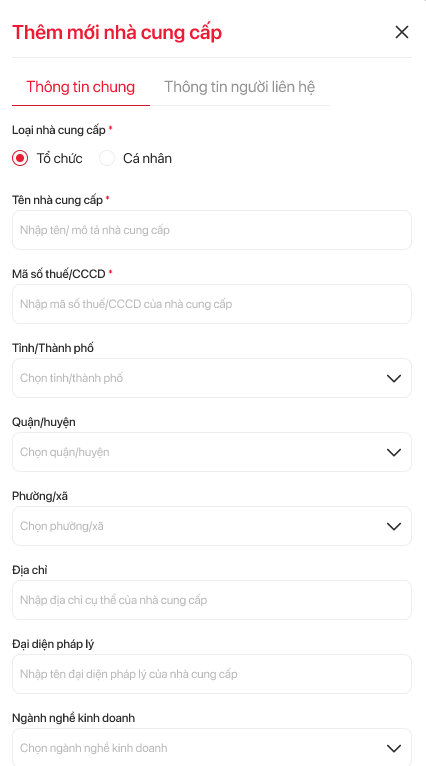 Thêm mới nhà cung cấp
Thông tin chung Thông tin người liên hệ
Loại nhà cung cấp *
Tổ chức Cá nhân
Tên nhà cung cấp *
Nhập tên/ mô tả nhà cung cấp
Mã số thuế/CCCD *
Nhập mã số thuế/CCCD của nhà cung cấp
Tỉnh/Thành phố
Chọn tỉnh/thành phố
Quận/huyện
Chọn quận/huyện
Phường/xã
Chọn phường/xã
Địa chỉ
Nhập địa chỉ cụ thể của nhà cung cấp
Đại diện pháp lý
Nhập tên đại diện pháp lý của nhà cung cấp
Ngành nghề kinh doanh
Chọn ngành nghề kinh doanh